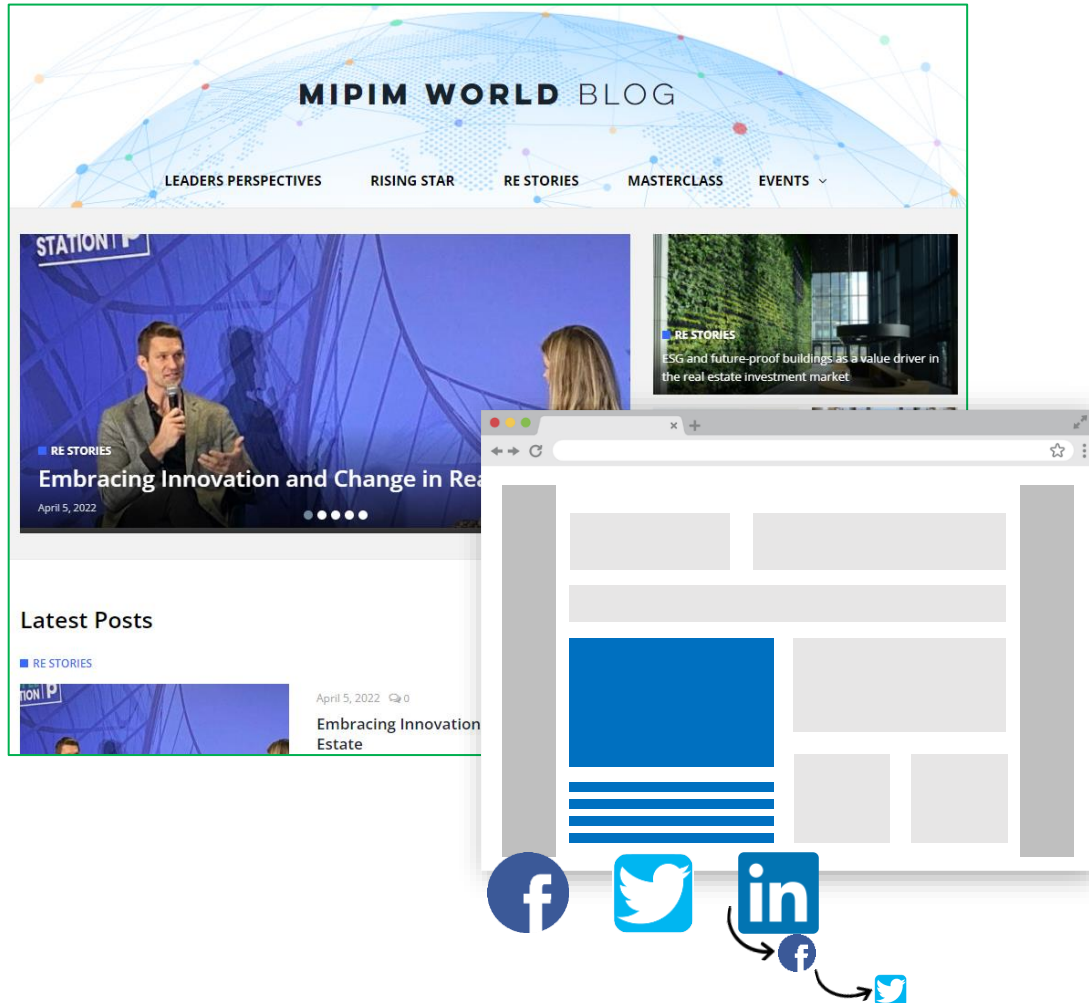 MIPIM WORLD BLOG
LEADERS PERSPECTIVES RISING STAR RE STORIES MASTERCLASS EVENTS
STATION P
RE STORIES
Embracing Innovation and Change in Rea
April 5, 2022
RE STORIES
ESG and future-proof buildings as a value driver in
the real estate investment market
Latest Posts
RE STORIES
TION P
April 5, 2022 0
Embracing Innovation
Estate
f
in
f